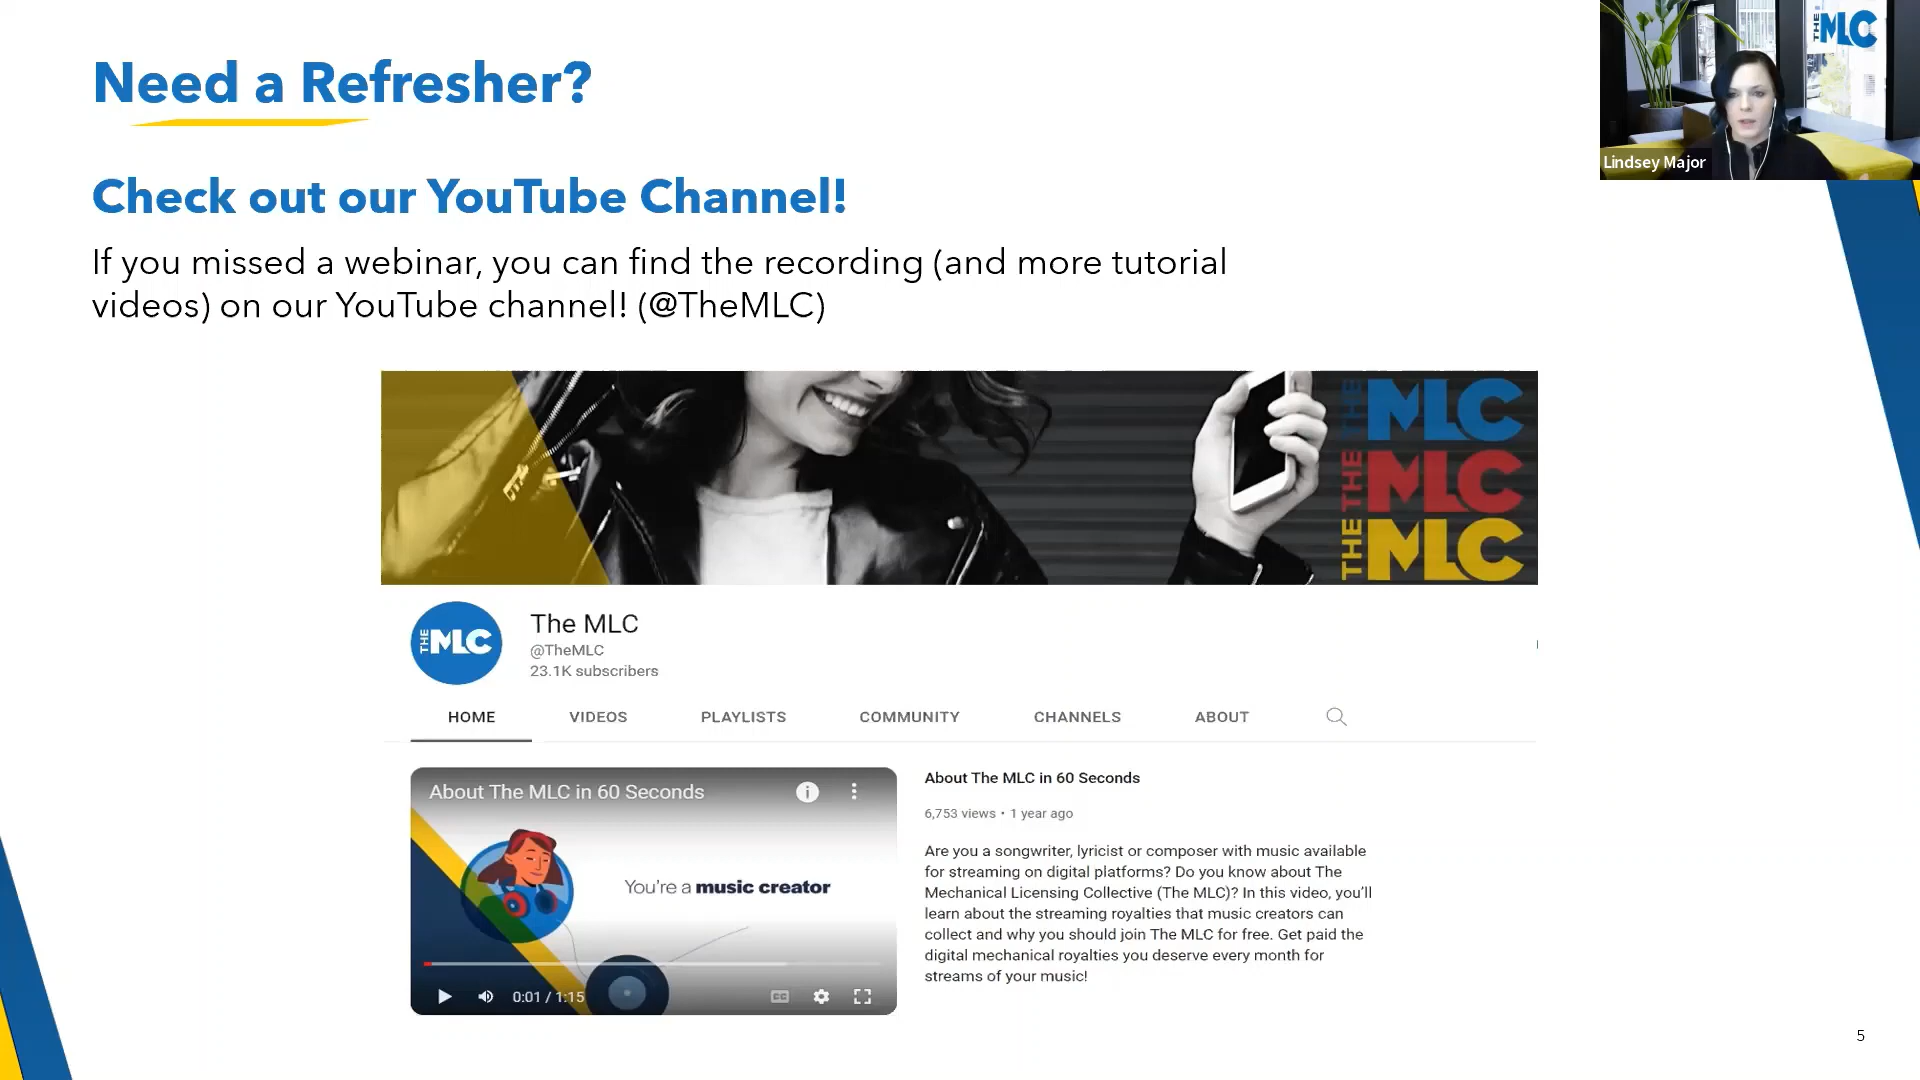 Need a Refresher?
THE MLC
Lindsey Major
Check out our YouTube Channel!
If you missed a webinar, you can find the recording (and more tutorial
videos) on our YouTube channel! (@TheMLC)
THE MLC
THE MLC
THE MLC
THE MLC
The MLC
@TheMLC
23.1K subscribers
HOME VIDEOS PLAYLISTS COMMUNITY CHANNELS ABOUT
About The MLC in 60 Seconds
You're a music creator
0:01 / 1:15
CC
About The MLC in 60 Seconds
6,753 views • 1 year ago
Are you a songwriter, lyricist or composer with music available
for streaming on digital platforms? Do you know about The
Mechanical Licensing Collective (The MLC)? In this video, you'll
learn about the streaming royalties that music creators can
collect and why you should join The MLC for free. Get paid the
digital mechanical royalties you deserve every month for
streams of your music!
5